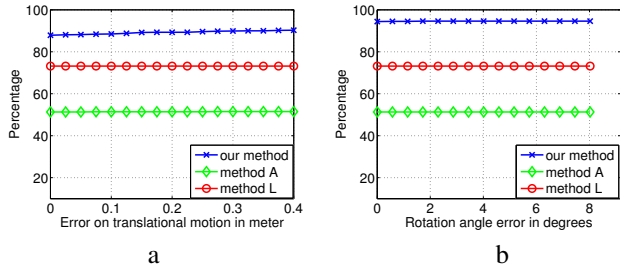 100
80
60
40
20
Percentage
our method
method A
method L
0 0.1 0.2 0.3 0.4
Error on translational motion in meter
a
100
80
60
40
20
Percentage
our method
method A
method L
0 2 4 6 8
Rotation angle error in degrees
b